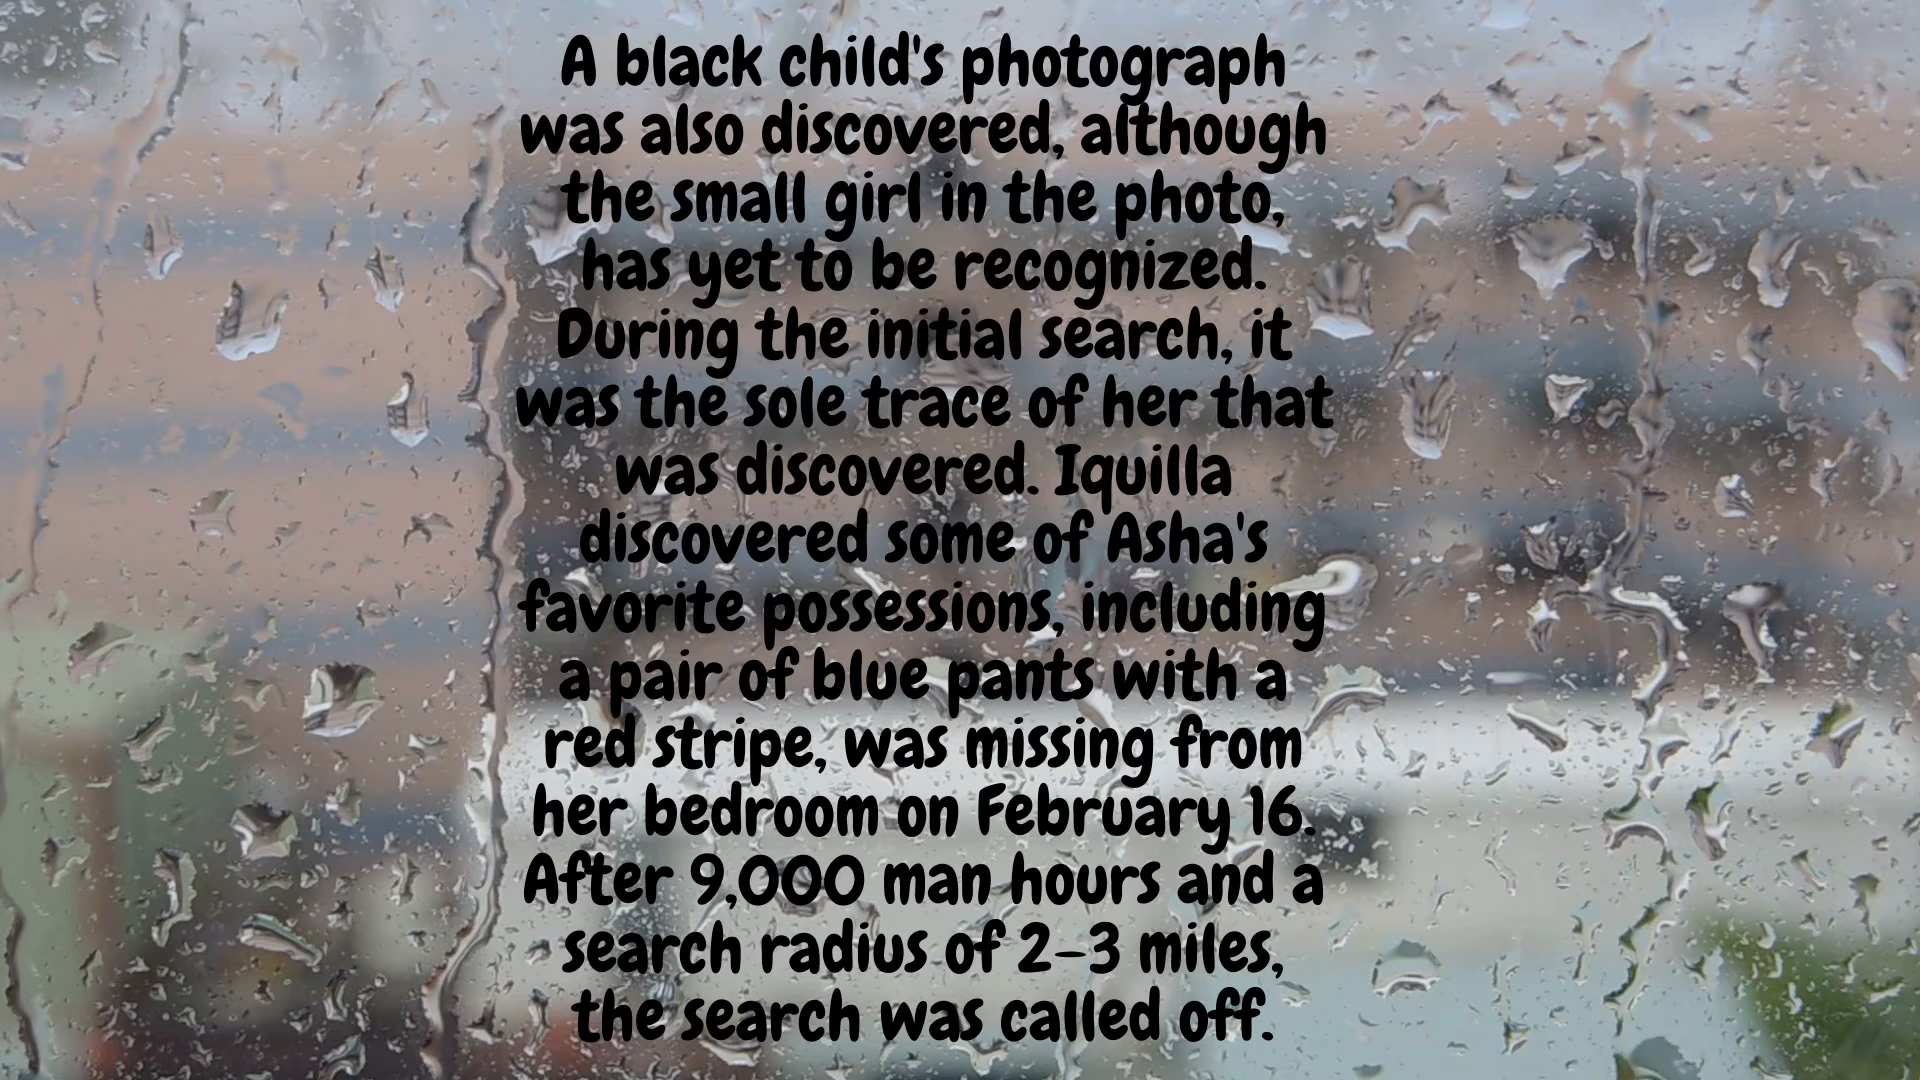 A black child's photograph
was also discovered, although
the small girl in the photo,
has yet to be recognized.
During the initial search, it
was the sole trace of her that
was discovered. Iquilla
discovered some of Asha's
favorite possessions, including
a pair of blue pants with a
red stripe, was missing from
her bedroom on February 16.
After 9,000 man hours and a
search radius of 2–3 miles,
the search was called off.